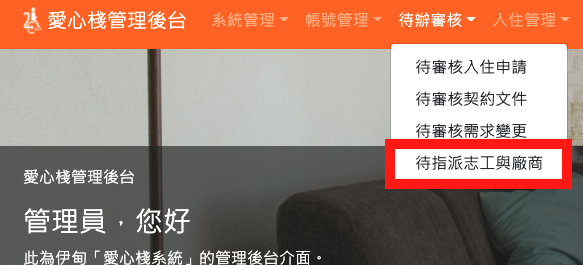 愛心棧管理後台 系統管理 帳號管理 待辦審核 入住管理
待審核入住申請
待審核契約文件
待審核需求變更
待指派志工與廠商
愛心棧管理後台
管理員，您好
此為伊甸「愛心棧系統」的管理後台介面。